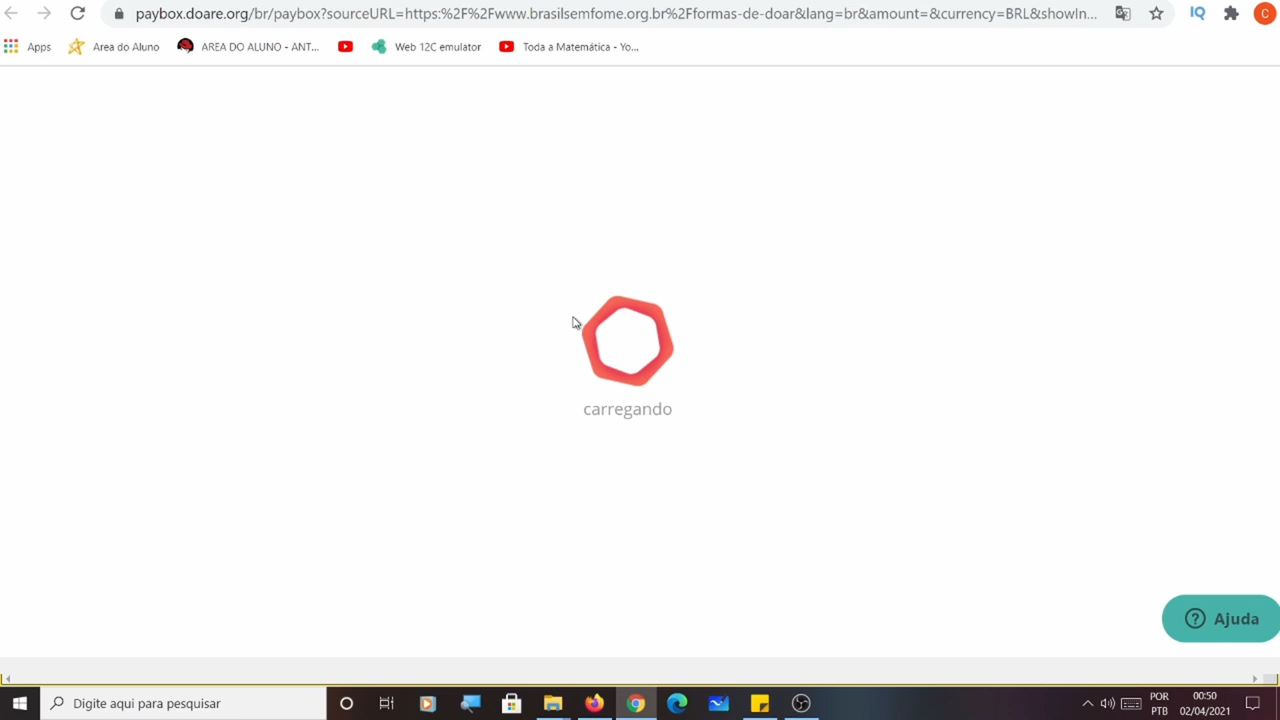 paybox.doare.org/br/paybox?sourceURL=https:%2F%2Fwww.brasilsemfome.org.br%2Fformas-de-doar&lang=br&amount=&currency=BRL&showIn...
IQ
C
Apps
Area do Aluno
AREA DO ALUNO - ANT...
Web 12C emulator
Toda a Matemática - Yo...
carregando
? Ajuda
Digite aqui para pesquisar
POR
PTB
00:50
02/04/2021